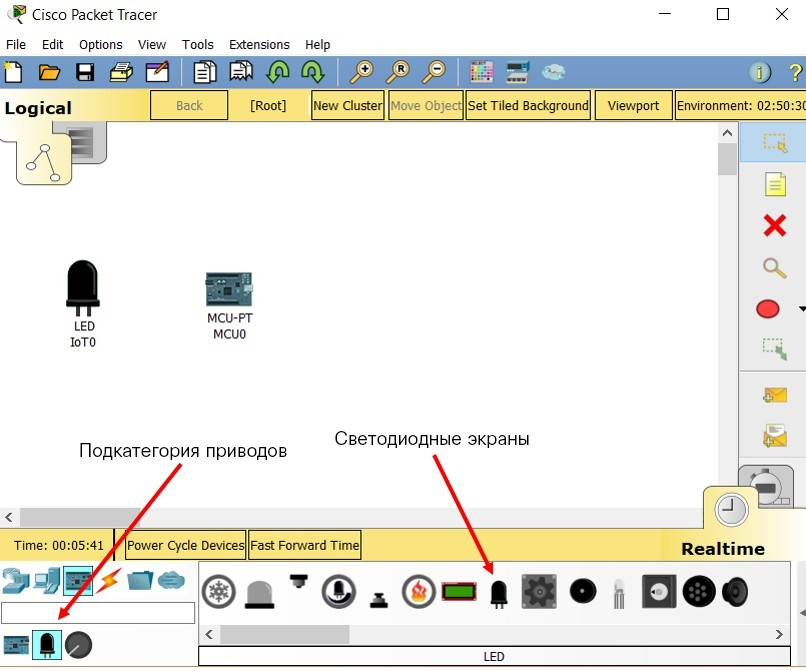 Cisco Packet Tracer
File Edit Options View Tools Extensions Help
R
i ?
Logical Back [Root] New Cluster Move Object Set Tiled Background Viewport Environment: 02:50:30
LED
IoT0
MCU-PT
MCU0
Подкатегория приводов
Светодиодные экраны
Time: 00:05:41 Power Cycle Devices Fast Forward Time
Realtime
LED